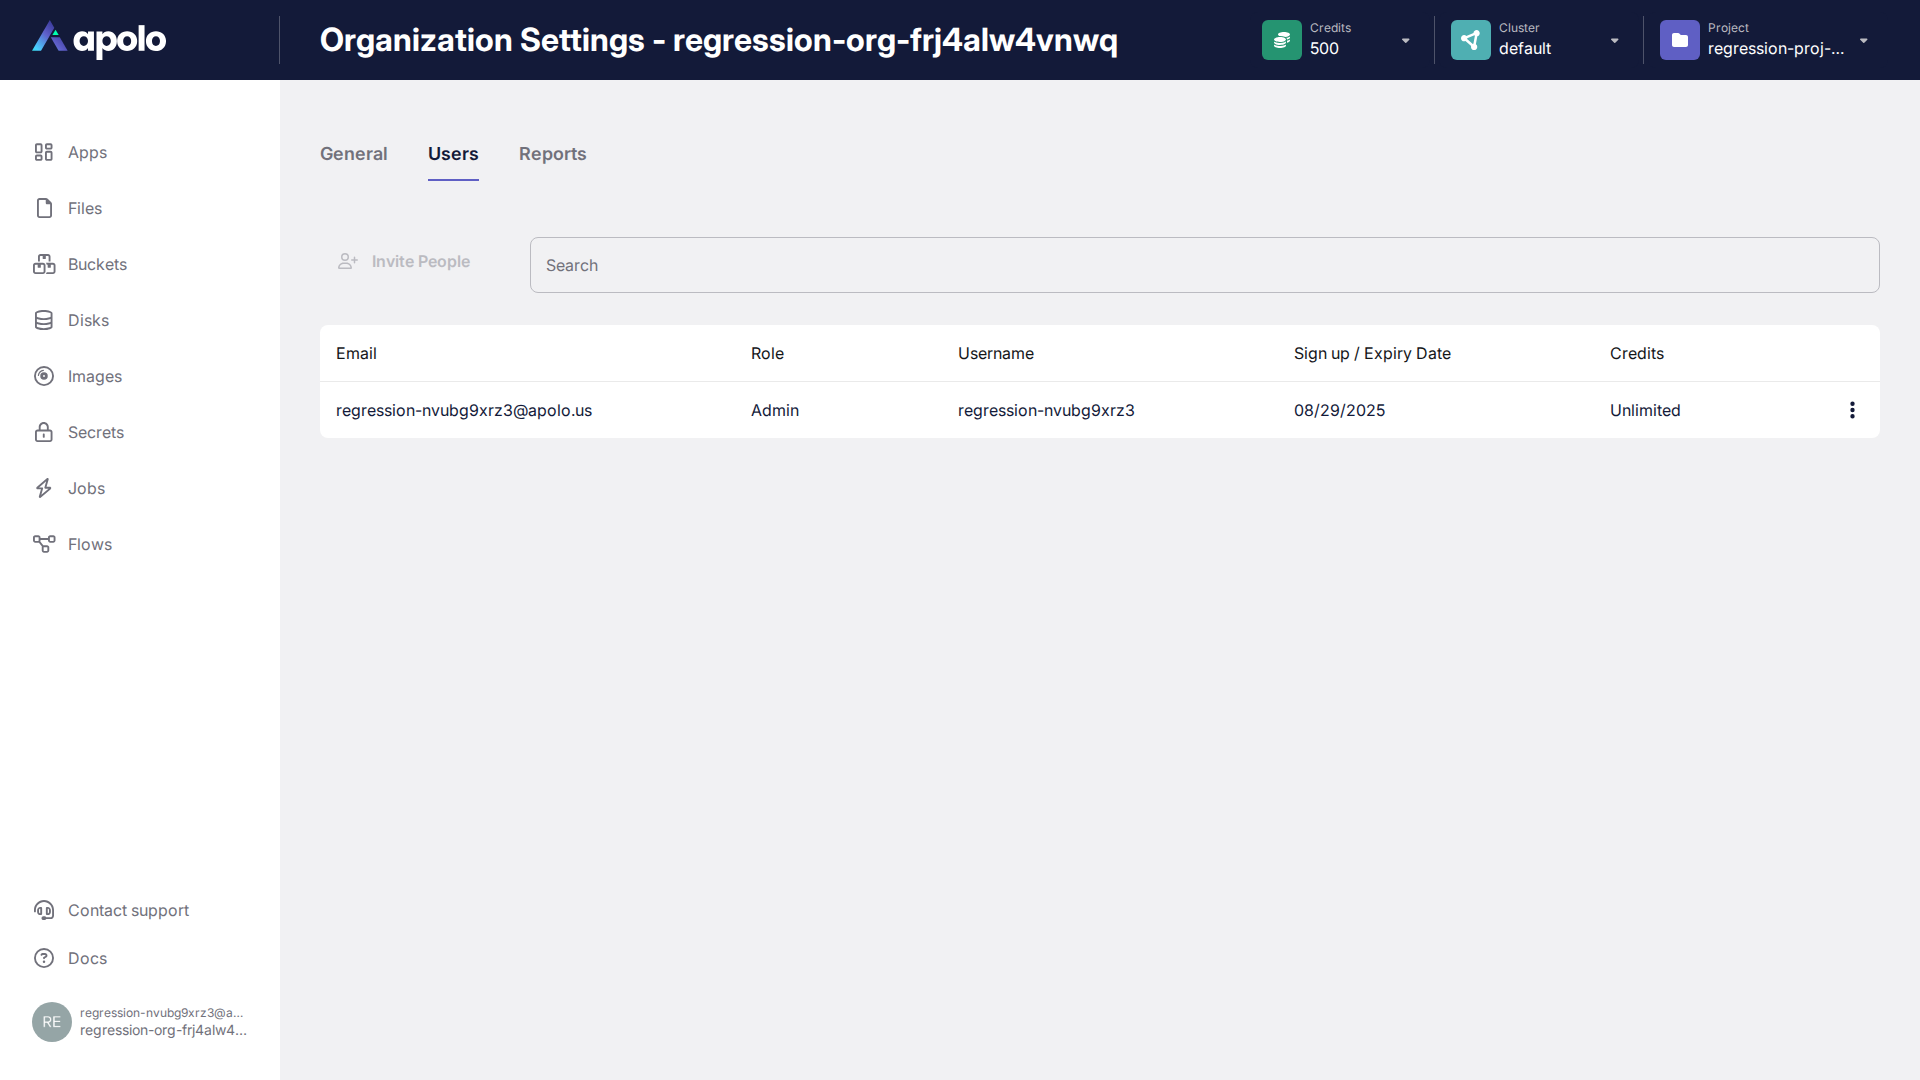 apolo
Organization Settings - regression-org-frj4alw4vnwq
Credits
500
Cluster
default
Project
regression-proj-...
Apps
Files
Buckets
Disks
Images
Secrets
Jobs
Flows
General
Users
Reports
Invite People
Search
Email Role Username Sign up / Expiry Date Credits
regression-nvubg9xrz3@apolo.us Admin regression-nvubg9xrz3 08/29/2025 Unlimited
Contact support
Docs
RE
regression-nvubg9xrz3@a...
regression-org-frj4alw4...